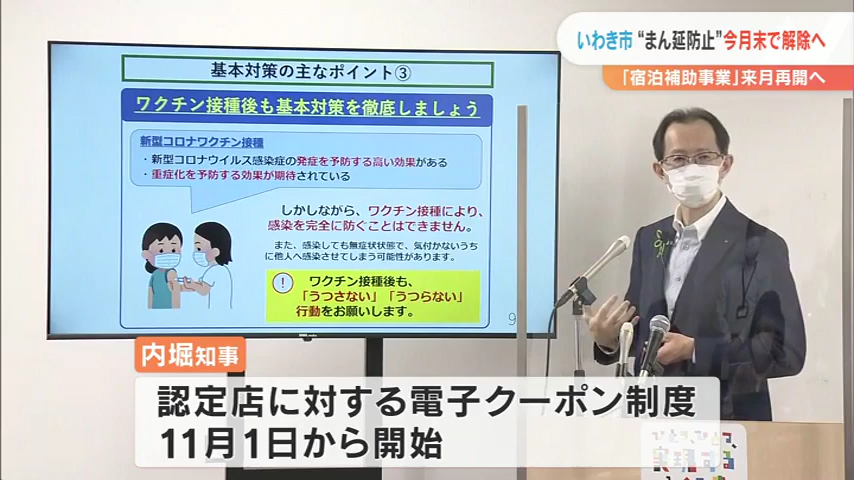 いわき市 “まん延防止”今月末で解除へ
「宿泊補助事業」来月再開へ
基本対策の主なポイント③
ワクチン接種後も基本対策を徹底しましょう
新型コロナワクチン接種
・新型コロナウイルス感染症の発症を予防する高い効果がある
・重症化を予防する効果が期待されている
しかしながら、ワクチン接種により、
感染を完全に防ぐことはできません。
また、感染しても無症状状態で、気付かないうち
に他人へ感染させてしまう可能性があります。
! ワクチン接種後も、
「うつさない」「うつらない」
行動をお願いします。
9
内堀知事
認定店に対する電子クーポン制度
11月1日から開始
ひとつ、ひとつ、
実現する